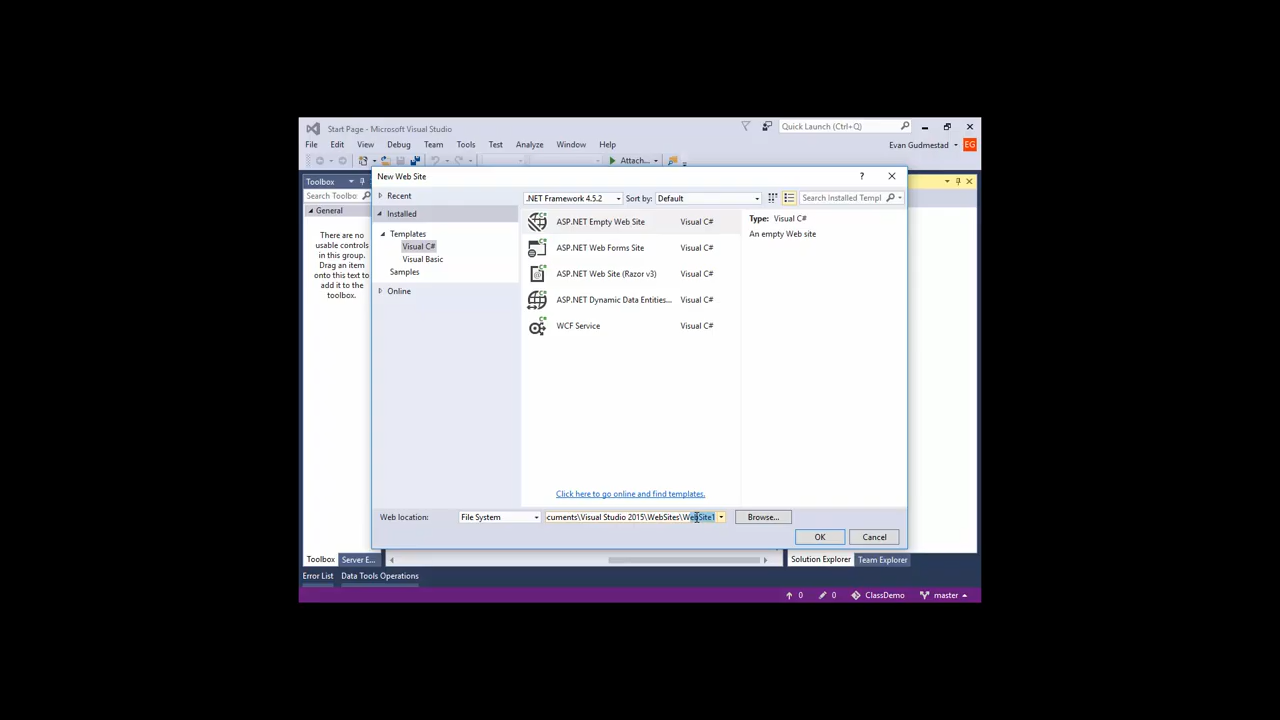 Start Page - Microsoft Visual Studio
Quick Launch (Ctrl+Q)
File Edit View Debug Team Tools Test Analyze Window Help
Evan Gudmestad EG
Attach...
Toolbox
Search Toolbo
General
There are no
usable controls
in this group.
Drag an item
onto this text to
add it to the
toolbox.
New Web Site
?
Recent
Installed
Templates
Visual C#
Visual Basic
Samples
Online
.NET Framework 4.5.2
Sort by: Default
Search Installed Templ
ASP.NET Empty Web Site Visual C#
ASP.NET Web Forms Site Visual C#
ASP.NET Web Site (Razor v3) Visual C#
ASP.NET Dynamic Data Entities... Visual C#
WCF Service Visual C#
Type: Visual C#
An empty Web site
Click here to go online and find templates.
Web location: File System cuments\Visual Studio 2015\WebSites\WebSite1 Browse...
OK Cancel
Toolbox Server E...
Solution Explorer Team Explorer
Error List Data Tools Operations
0 0 ClassDemo master